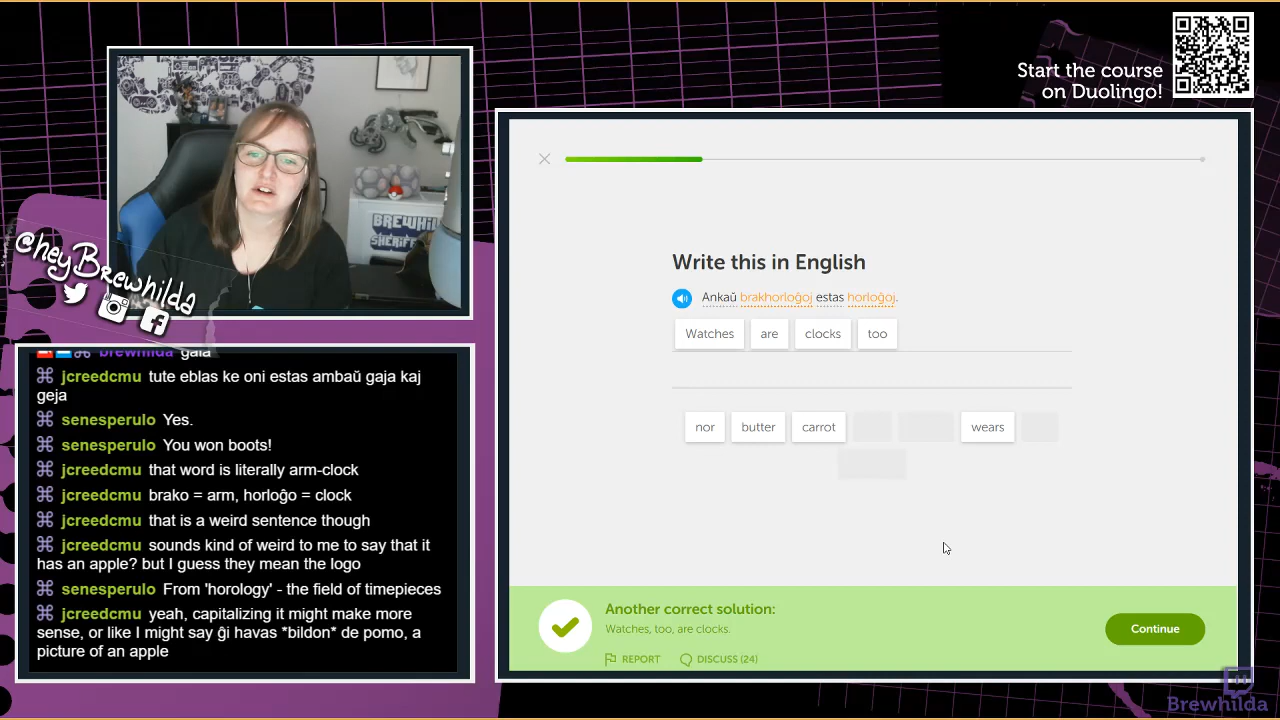 Start the course
on Duolingo!
@heyBrewhilda
BREWHIL
SHERIFF
brewhilda gaja
jcreedcmu tute eblas ke oni estas ambaŭ gaja kaj
geja
senesperulo Yes.
senesperulo You won boots!
jcreedcmu that word is literally arm-clock
jcreedcmu brako = arm, horloĝo = clock
jcreedcmu that is a weird sentence though
jcreedcmu sounds kind of weird to me to say that it
has an apple? but I guess they mean the logo
senesperulo From 'horology' - the field of timepieces
jcreedcmu yeah, capitalizing it might make more
sense, or like I might say ĝi havas *bildon* de pomo, a
picture of an apple
Write this in English
Ankaŭ brakhorloĝoj estas horloĝoj.
Watches are clocks too
nor butter carrot wears
Another correct solution:
Watches, too, are clocks.
REPORT DISCUSS (24)
Continue
Brewhilda